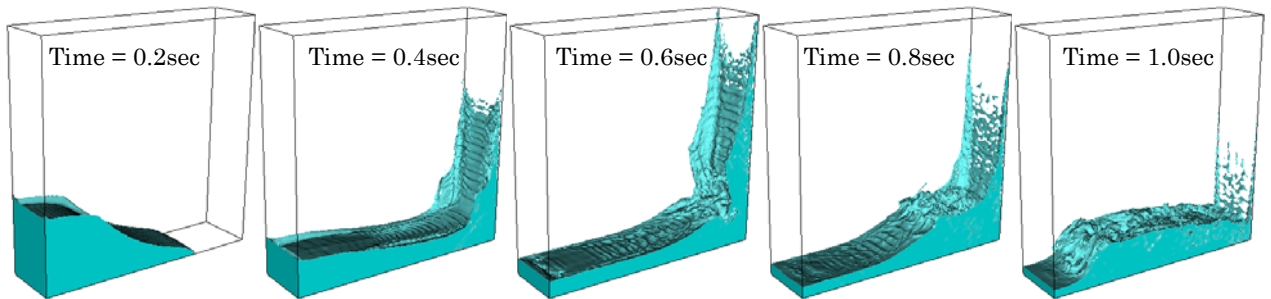 Time = 0.2sec
Time = 0.4sec
Time = 0.6sec
Time = 0.8sec
Time = 1.0sec